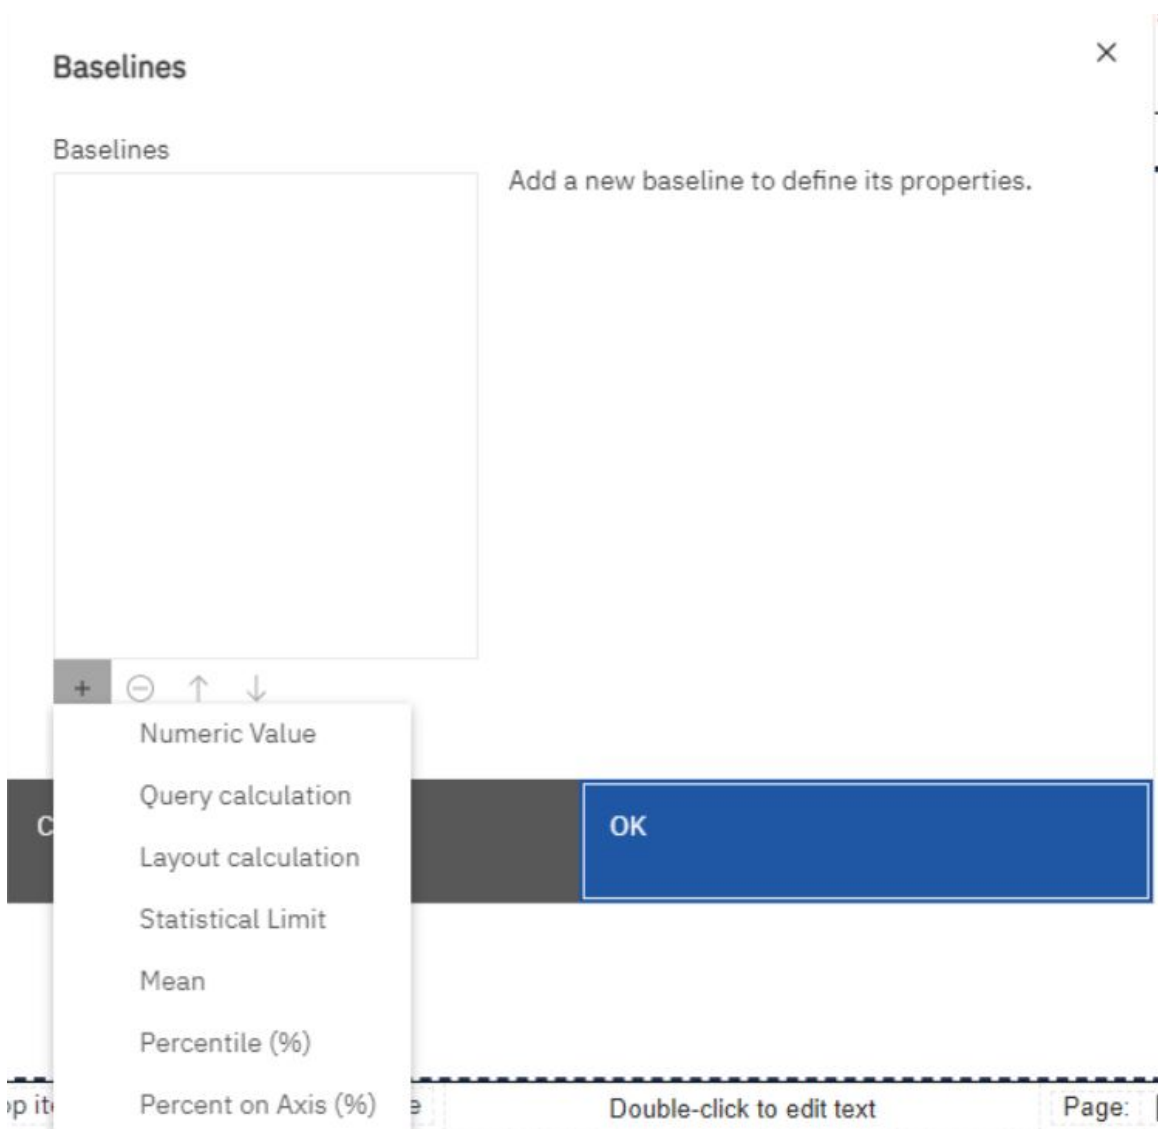 Baselines
Baselines
Add a new baseline to define its properties.
Numeric Value
Query calculation
OK
Layout calculation
Statistical Limit
Mean
Percentile (%)
Percent on Axis (%)
Double-click to edit text
Page: